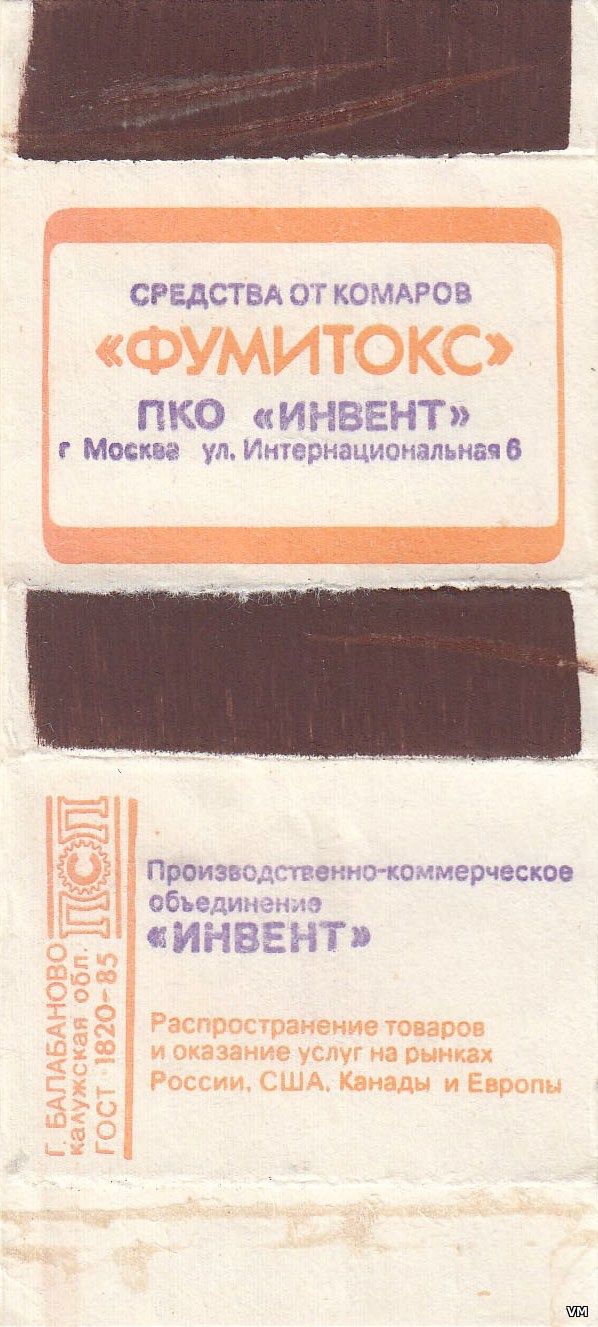 СРЕДСТВА ОТ КОМАРОВ
«ФУМИТОКС»
ПКО «ИНВЕНТ»
г Москва ул. Интернациональная 6
ПСП
Г. БАЛАБАНОВО
калужская обл.
ГОСТ 1820-85
Производственно-коммерческое
объединение
«ИНВЕНТ»
Распространение товаров
и оказание услуг на рынках
России, США, Канады и Европы
VM